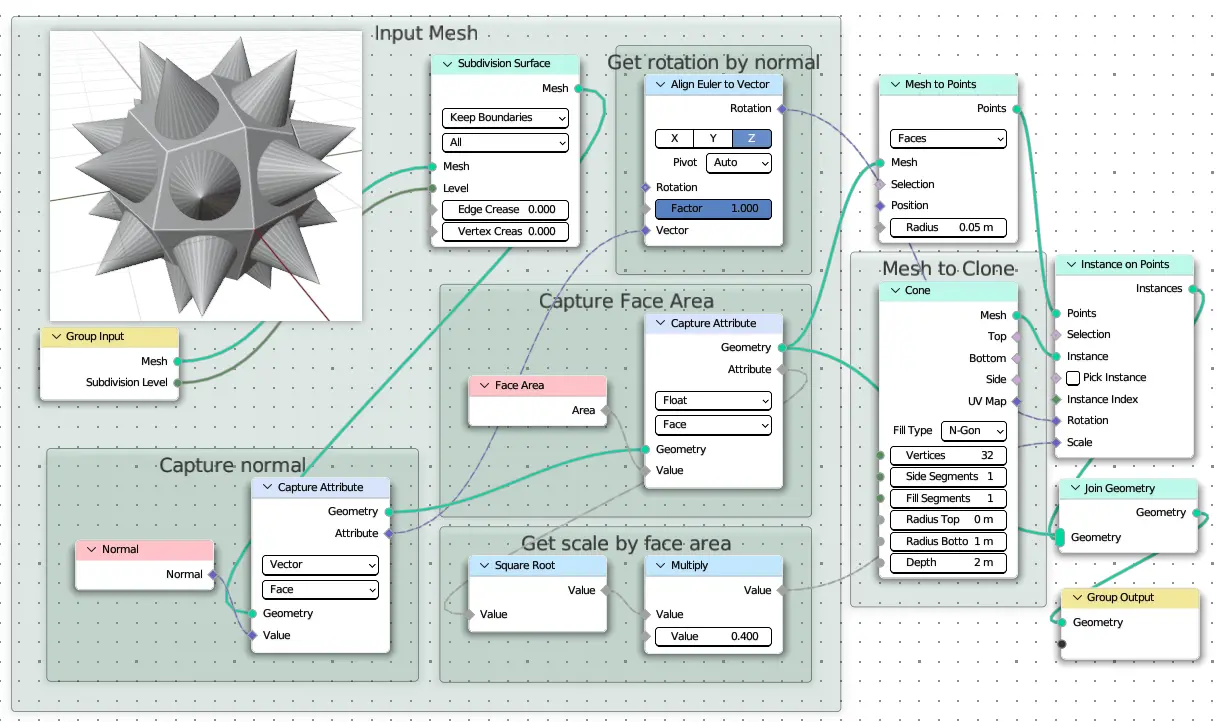 Input Mesh
Group Input
Mesh
Subdivision Level
Subdivision Surface
Mesh
Keep Boundaries
All
Mesh
Level
Edge Crease 0.000
Vertex Creas 0.000
Get rotation by normal
Align Euler to Vector
Rotation
X Y Z
Pivot Auto
Rotation
Factor 1.000
Vector
Capture normal
Normal
Normal
Capture Attribute
Geometry
Attribute
Vector
Face
Geometry
Value
Capture Face Area
Face Area
Area
Capture Attribute
Geometry
Attribute
Float
Face
Geometry
Value
Get scale by face area
Square Root
Value
Value
Multiply
Value
Value
Value 0.400
Mesh to Points
Points
Faces
Mesh
Selection
Position
Radius 0.05 m
Mesh to Clone
Cone
Mesh
Top
Bottom
Side
UV Map
Fill Type N-Gon
Vertices 32
Side Segments 1
Fill Segments 1
Radius Top 0 m
Radius Botto 1 m
Depth 2 m
Instance on Points
Instances
Points
Selection
Instance
Pick Instance
Instance Index
Rotation
Scale
Join Geometry
Geometry
Geometry
Group Output
Geometry